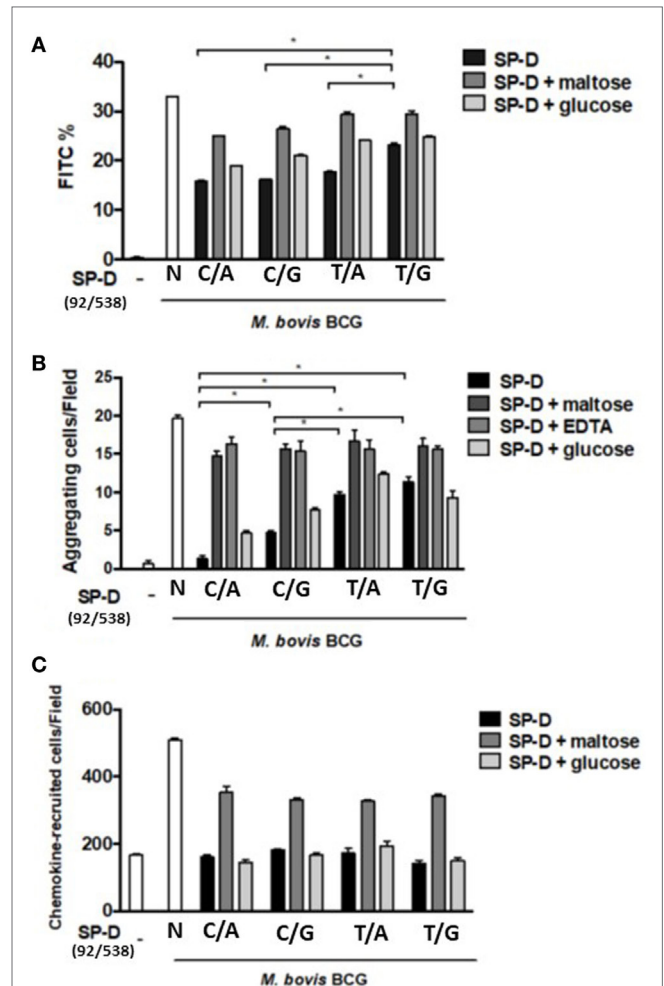 A
*
*
*
SP-D
SP-D + maltose
SP-D + glucose
FITC %
40
30
20
10
0
SP-D - N C/A C/G T/A T/G
(92/538)
M. bovis BCG
B
*
*
*
*
*
SP-D
SP-D + maltose
SP-D + EDTA
SP-D + glucose
Aggregating cells/Field
25
20
15
10
5
0
SP-D - N C/A C/G T/A T/G
(92/538)
M. bovis BCG
C
SP-D
SP-D + maltose
SP-D + glucose
Chemokine-recruited cells/Field
600
400
200
0
SP-D - N C/A C/G T/A T/G
(92/538)
M. bovis BCG